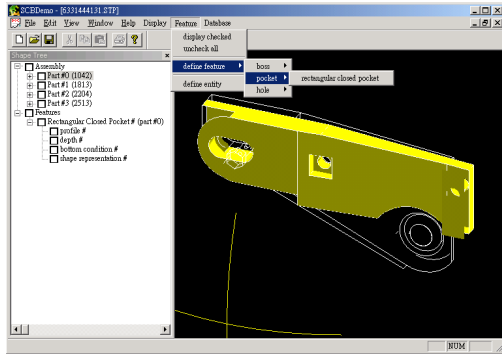 SCBDemo - [6331444131.STP]
File Edit View Window Help Display Feature Database
display checked
uncheck all
define feature
define entity
boss
pocket
hole
rectangular closed pocket
Shape Tree
Assembly
Part #0 (1042)
Part #1 (1813)
Part #2 (2204)
Part #3 (2513)
Features
Rectangular Closed Pocket # (part #0)
profile #
depth #
bottom condition #
shape representation #
NUM